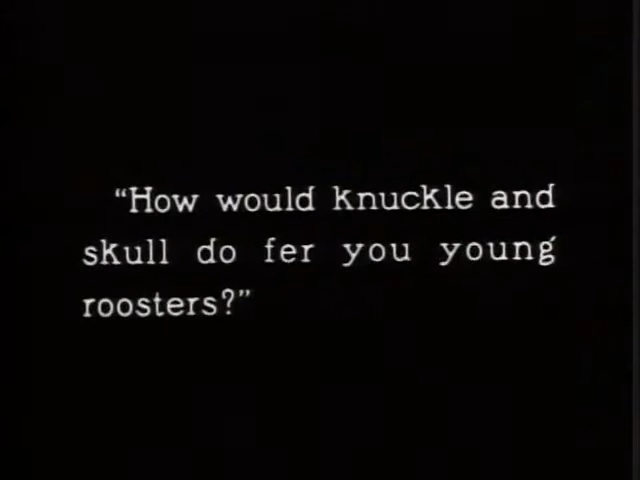 “How would knuckle and
skull do fer you young
roosters?”